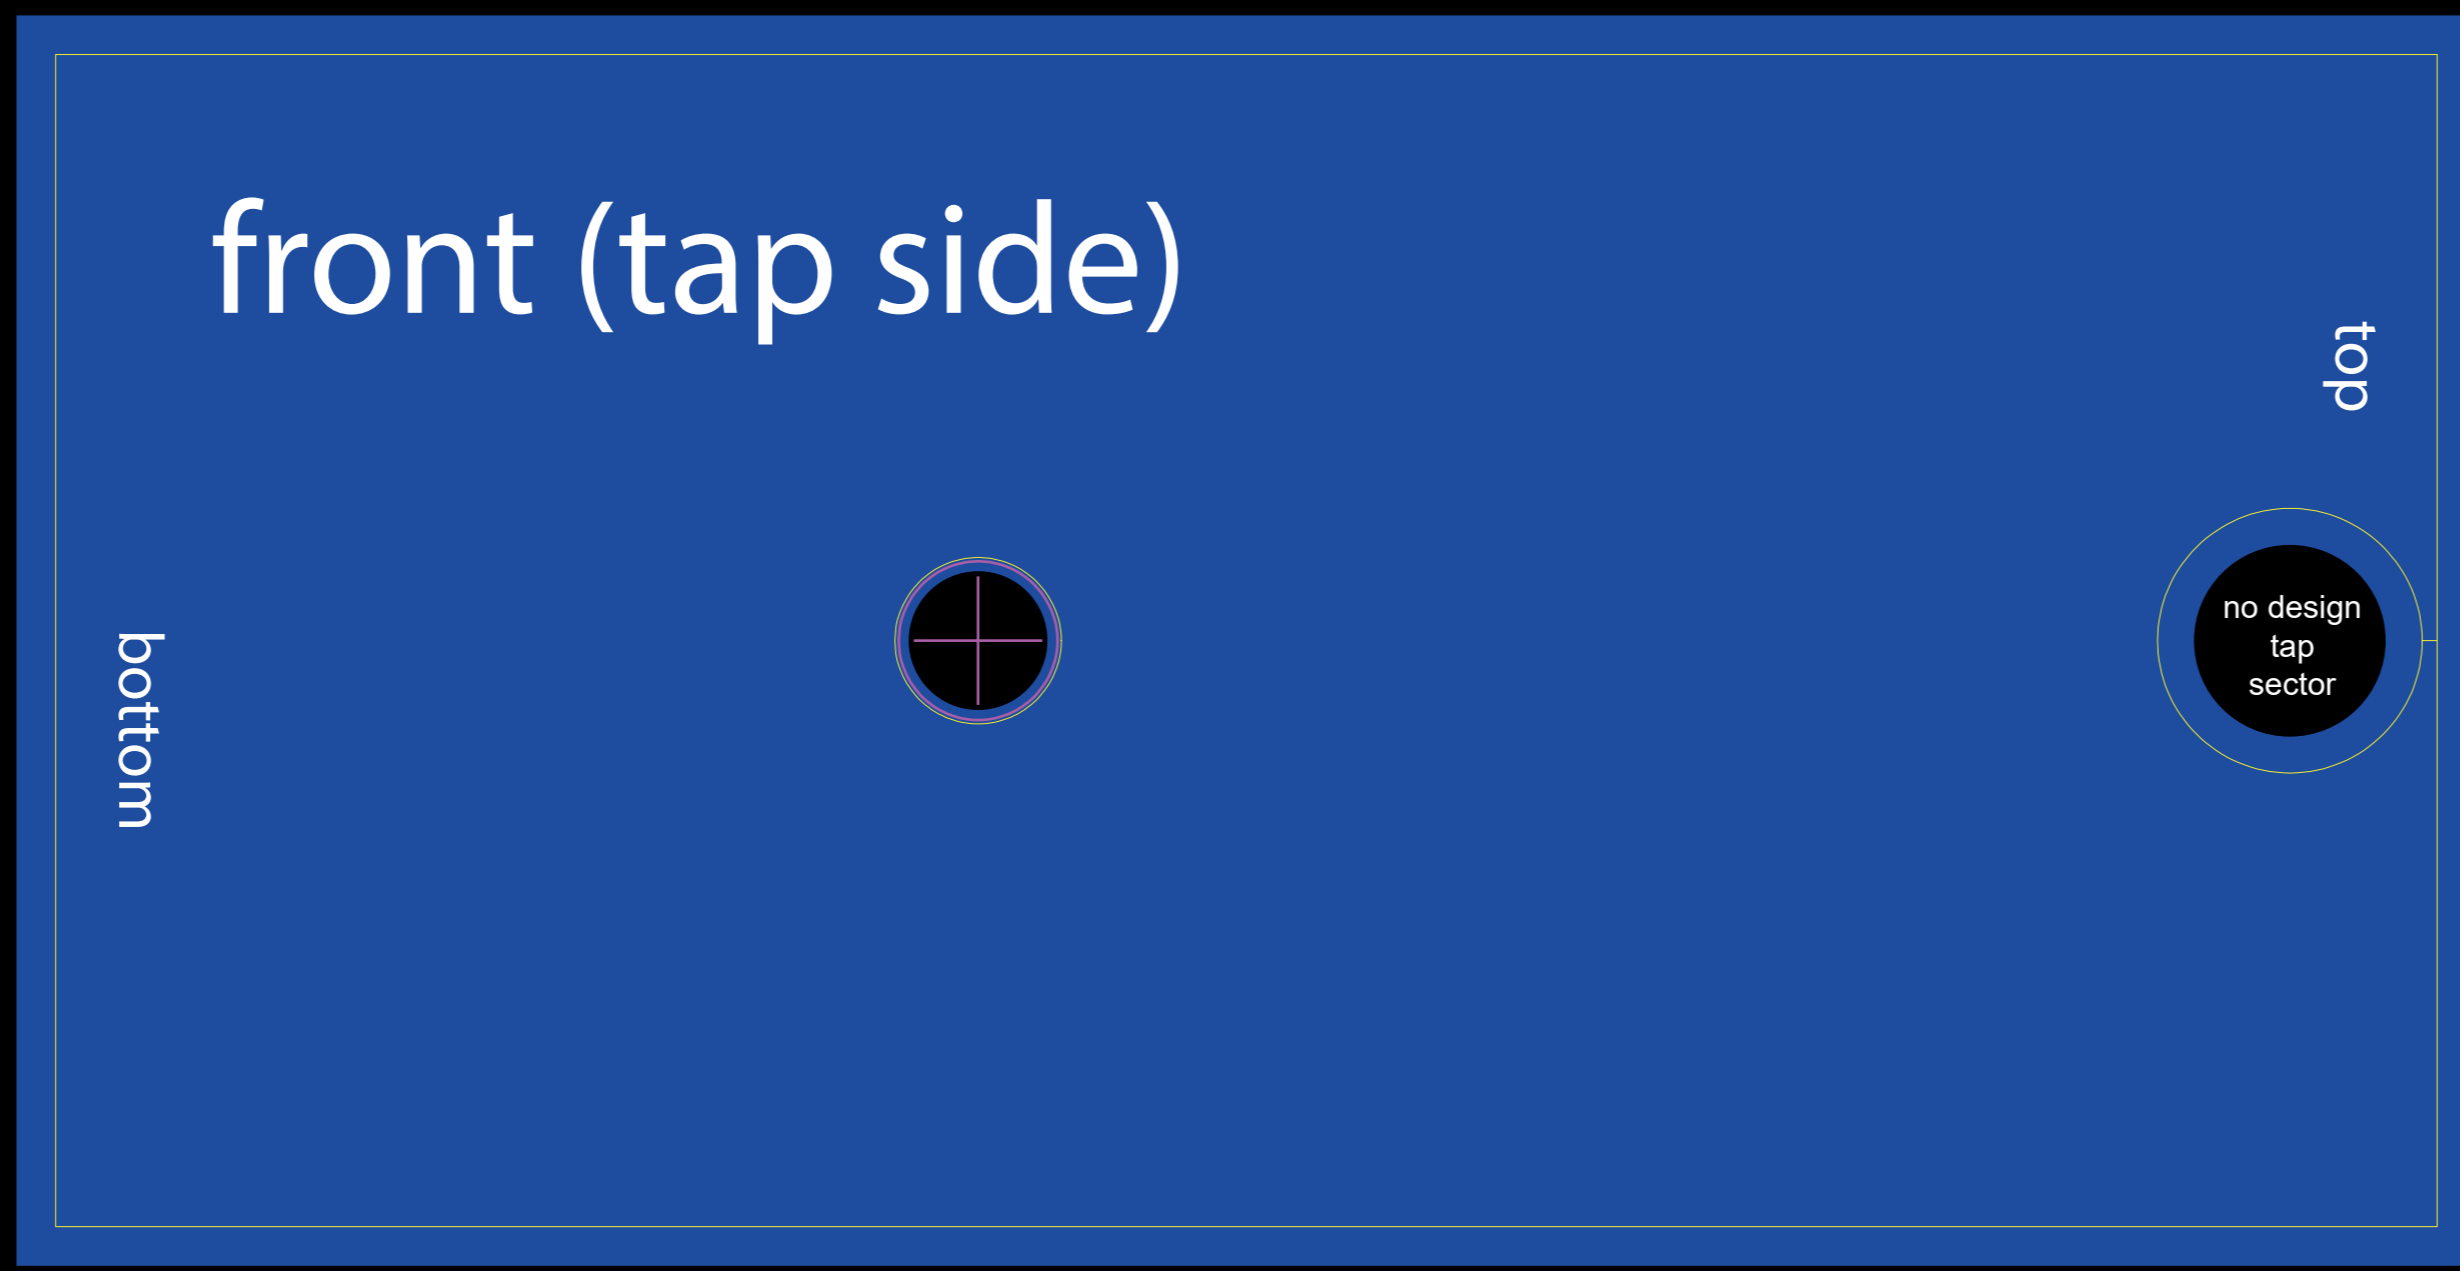 front (tap side)
top
bottom
no design
tap
sector